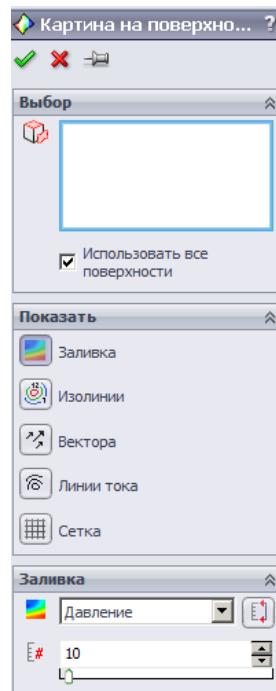 Картина на поверхно... ?
Выбор
Использовать все
поверхности
Показать
Заливка
Изолинии
Вектора
Линии тока
Сетка
Заливка
Давление
10